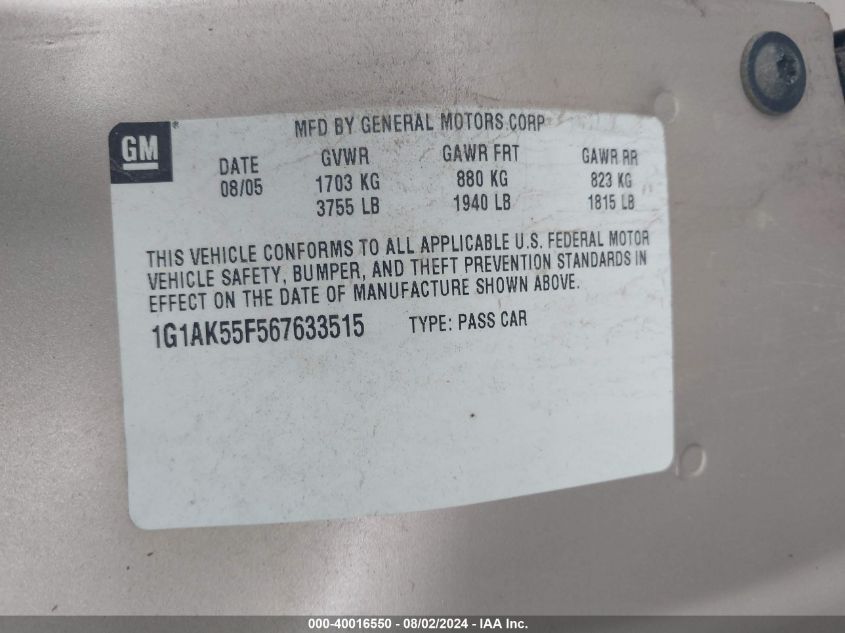 GM
MFD BY GENERAL MOTORS CORP
DATE GVWR GAWR FRT GAWR RR
08/05 1703 KG 880 KG 823 KG
3755 LB 1940 LB 1815 LB
THIS VEHICLE CONFORMS TO ALL APPLICABLE U.S. FEDERAL MOTOR
VEHICLE SAFETY, BUMPER, AND THEFT PREVENTION STANDARDS IN
EFFECT ON THE DATE OF MANUFACTURE SHOWN ABOVE.
1G1AK55F567633515 TYPE: PASS CAR
000-40016550 - 08/02/2024 - IAA Inc.